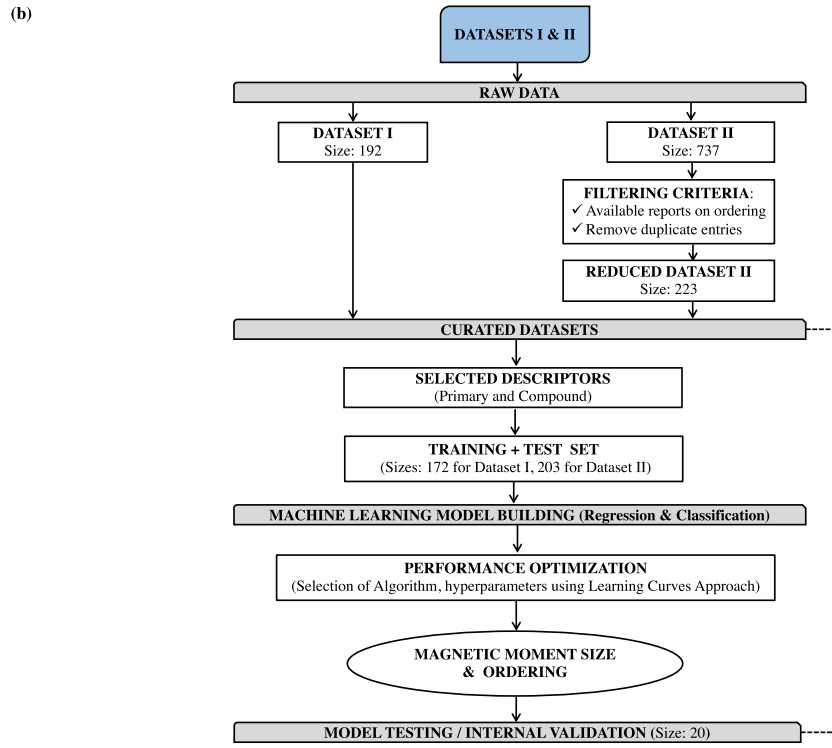 (b)
DATASETS I & II
RAW DATA
DATASET I
Size: 192
DATASET II
Size: 737
FILTERING CRITERIA:
✓ Available reports on ordering
✓ Remove duplicate entries
REDUCED DATASET II
Size: 223
CURATED DATASETS
SELECTED DESCRIPTORS
(Primary and Compound)
TRAINING + TEST SET
(Sizes: 172 for Dataset I, 203 for Dataset II)
MACHINE LEARNING MODEL BUILDING (Regression & Classification)
PERFORMANCE OPTIMIZATION
(Selection of Algorithm, hyperparameters using Learning Curves Approach)
MAGNETIC MOMENT SIZE
& ORDERING
MODEL TESTING / INTERNAL VALIDATION (Size: 20)